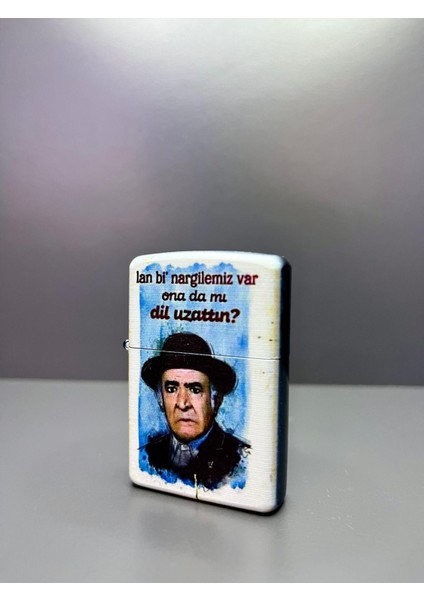 lan bi' nargilemiz var
ona da mı
dil uzattın?